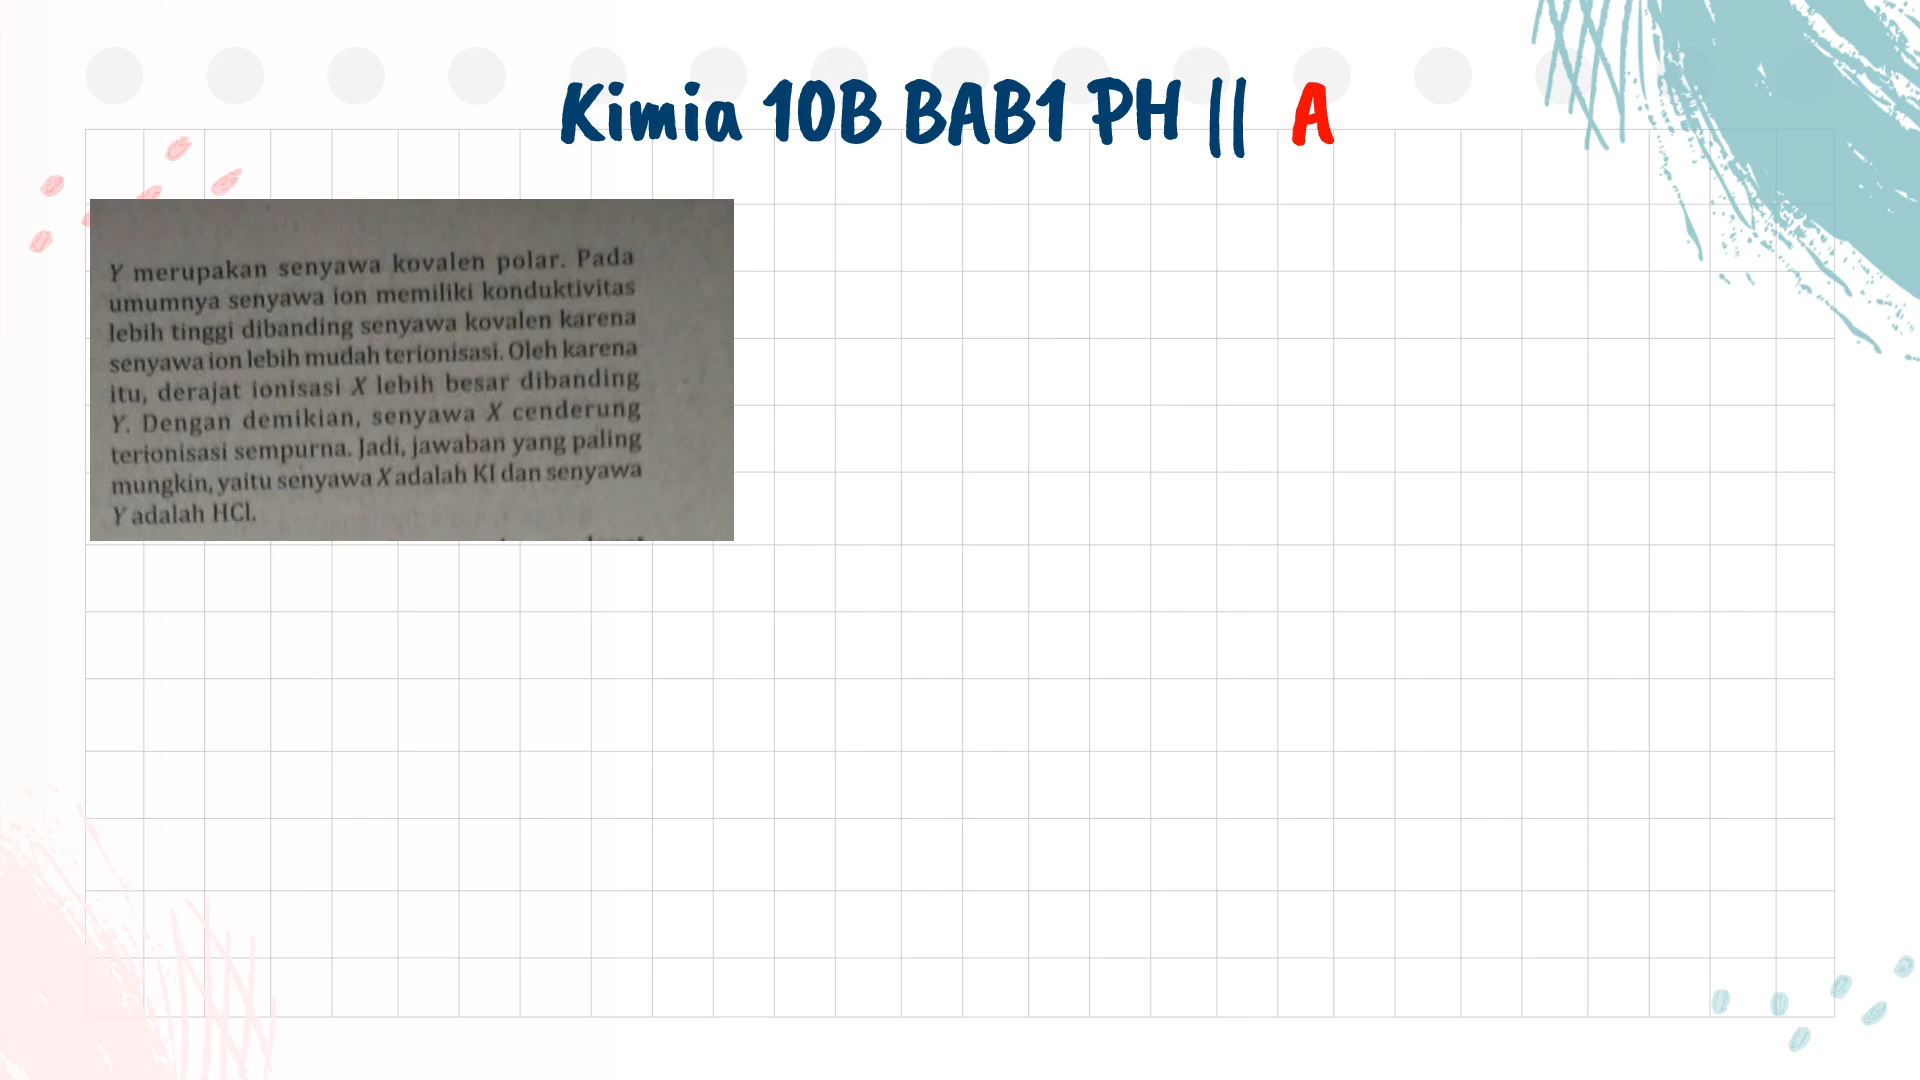 Kimia 10B BAB1 PH || A
Y merupakan senyawa kovalen polar. Pada
umumnya senyawa ion memiliki konduktivitas
lebih tinggi dibanding senyawa kovalen karena
senyawa ion lebih mudah terionisasi. Oleh karena
itu, derajat ionisasi X lebih besar dibanding
Y. Dengan demikian, senyawa X cenderung
terionisasi sempurna. Jadi, jawaban yang paling
mungkin, yaitu senyawa X adalah KI dan senyawa
Y adalah HCl.